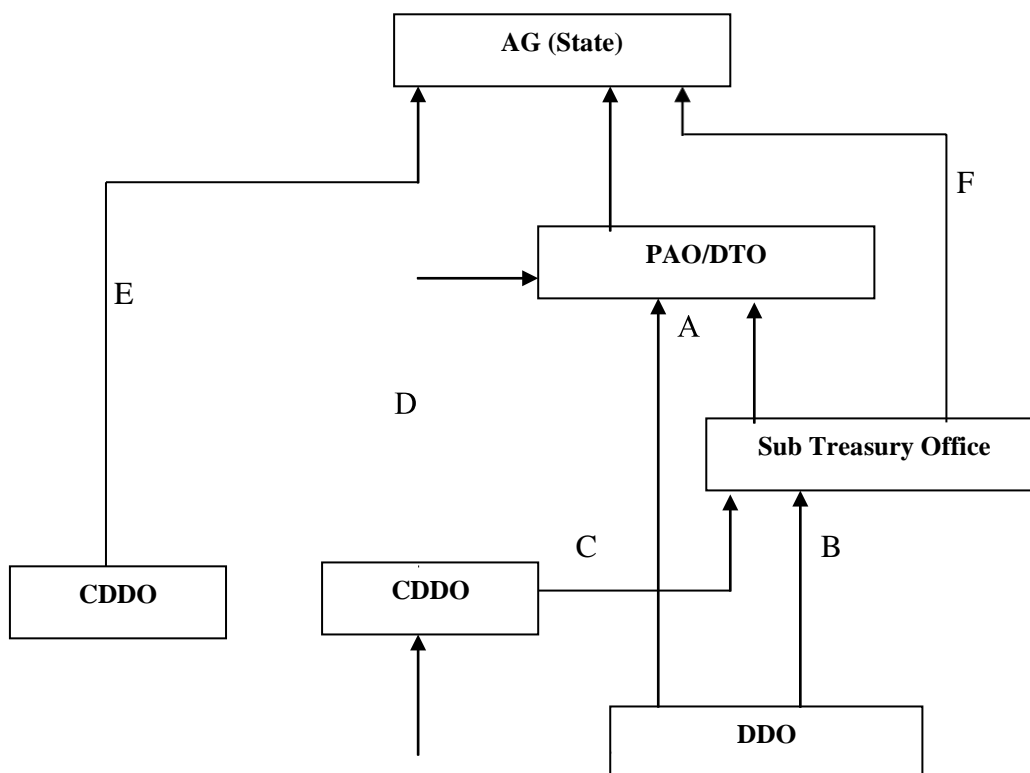 AG (State)
F
PAO/DTO
E
A
D
Sub Treasury Office
C
B
CDDO
CDDO
DDO